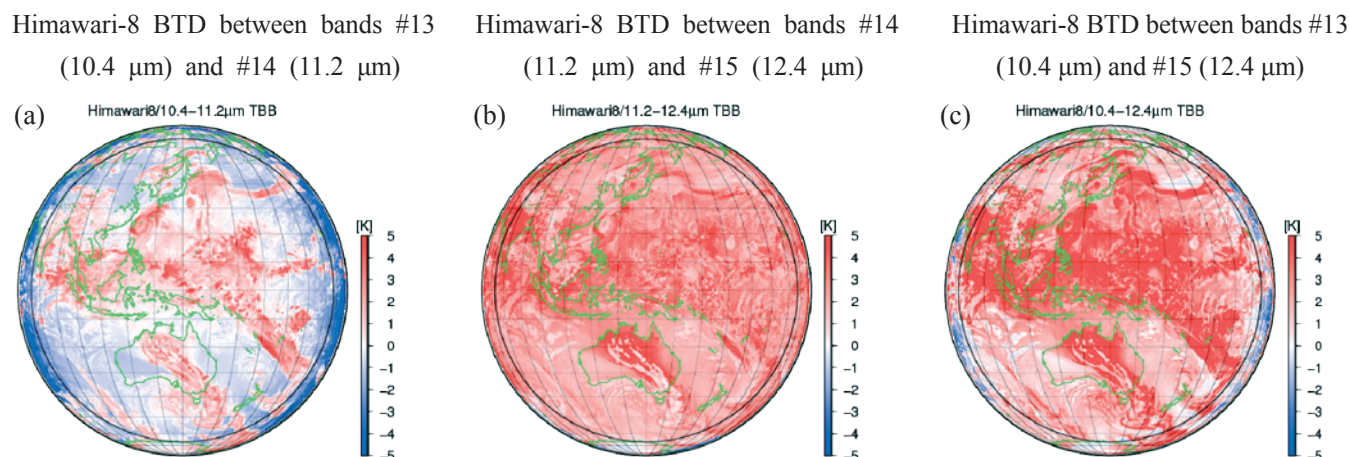 Himawari-8 BTD between bands #13
(10.4 μm) and #14 (11.2 μm)
Himawari-8 BTD between bands #14
(11.2 μm) and #15 (12.4 μm)
Himawari-8 BTD between bands #13
(10.4 μm) and #15 (12.4 μm)
(a)
Himawari8/10.4-11.2μm TBB
[K]
5
4
3
2
1
0
-1
-2
-3
-4
-5
(b)
Himawari8/11.2-12.4μm TBB
[K]
5
4
3
2
1
0
-1
-2
-3
-4
-5
(c)
Himawari8/10.4-12.4μm TBB
[K]
5
4
3
2
1
0
-1
-2
-3
-4
-5